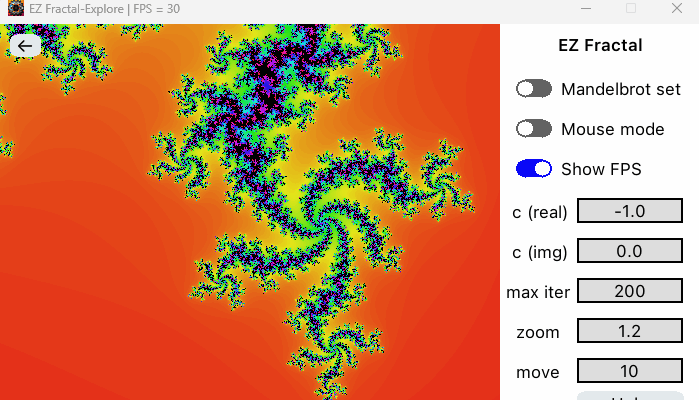 EZ Fractal-Explore | FPS = 30
EZ Fractal
Mandelbrot set
Mouse mode
Show FPS
c (real) -1.0
c (img) 0.0
max iter 200
zoom 1.2
move 10